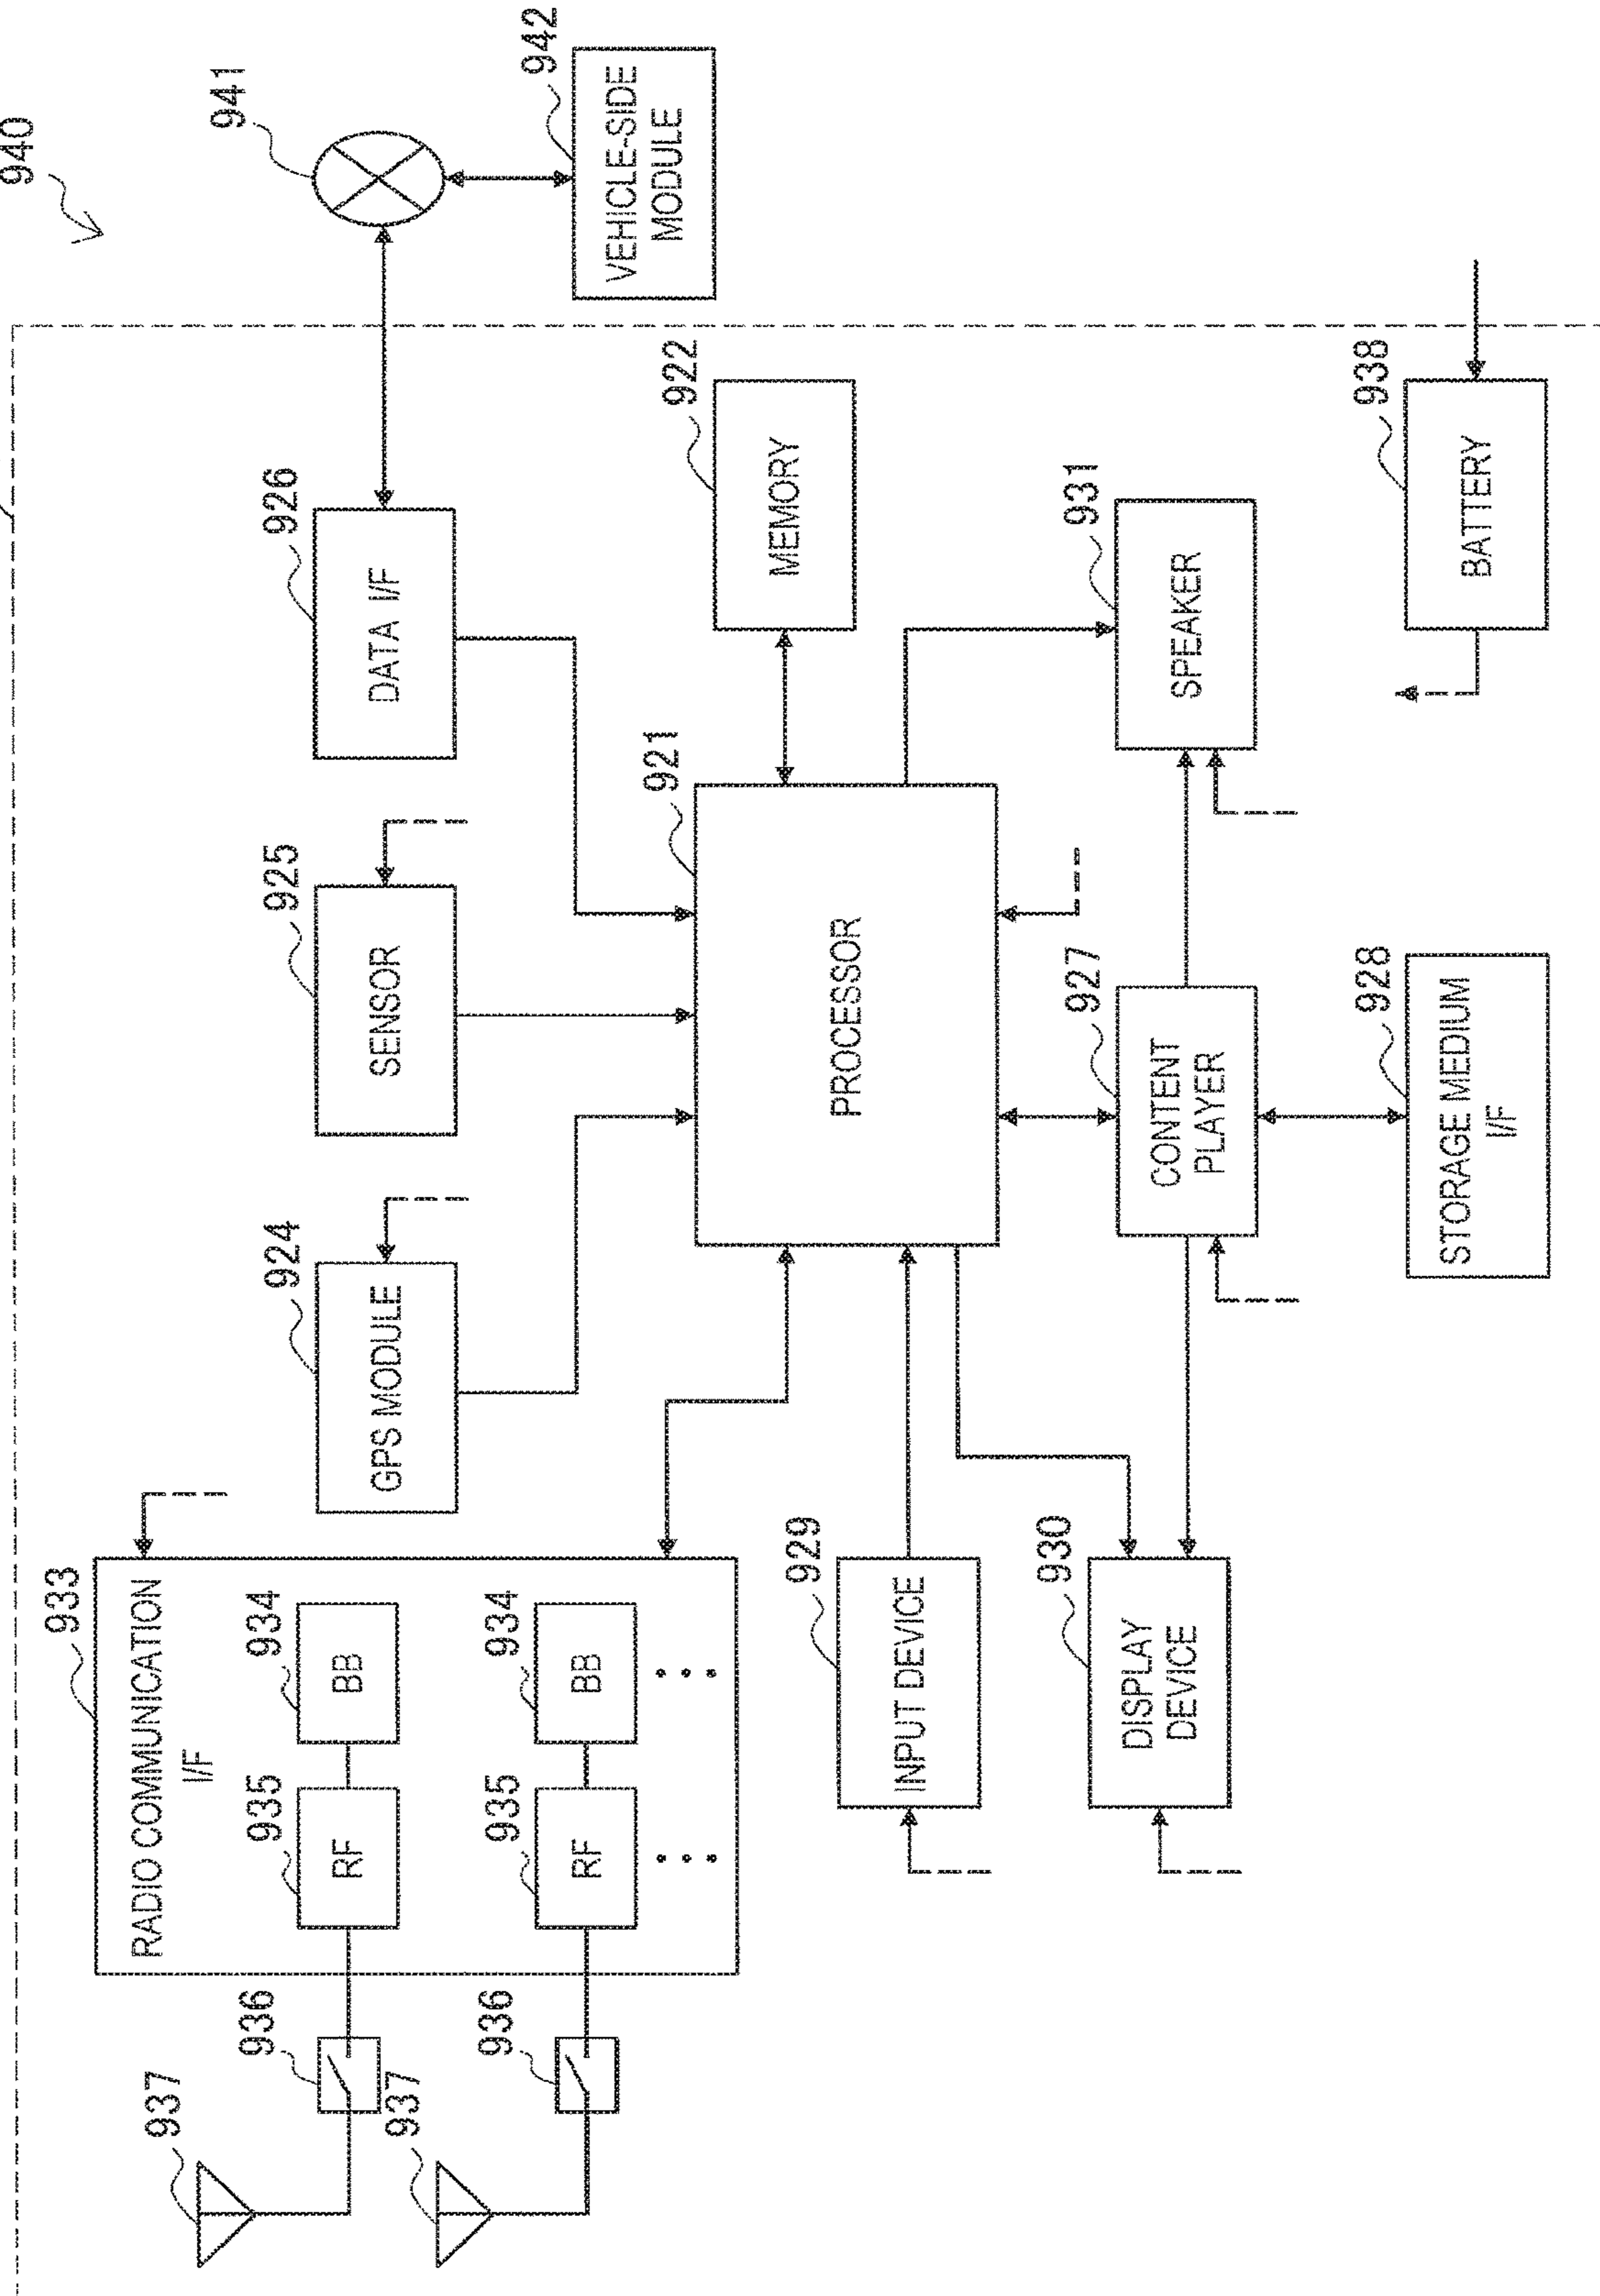 940
941
942
VEHICLE-SIDE
MODULE
926
DATA I/F
922
MEMORY
925
SENSOR
921
PROCESSOR
931
SPEAKER
938
BATTERY
924
GPS MODULE
927
CONTENT
PLAYER
928
STORAGE MEDIUM
I/F
933
RADIO COMMUNICATION
I/F
934
BB
934
BB
935
RF
935
RF
929
INPUT DEVICE
930
DISPLAY
DEVICE
936
936
937
937